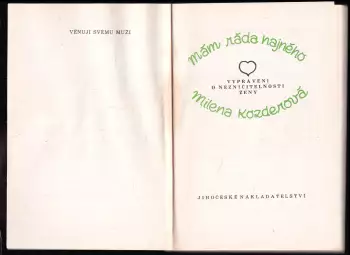 VĚNUJI SVÉMU MUŽI
Mám ráda hajného
VYPRÁVĚNÍ
O NEZNIČITELNOSTI
ŽENY
Milena Kozderová
JIHOČESKÉ NAKLADATELSTVÍ